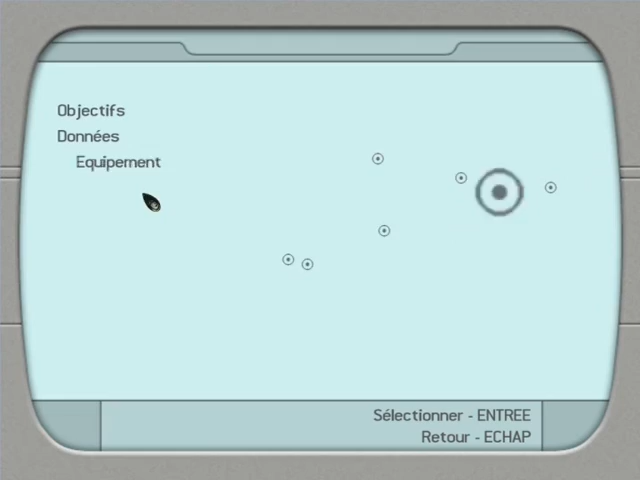 Objectifs
Données
Equipement
Sélectionner - ENTREE
Retour - ECHAP